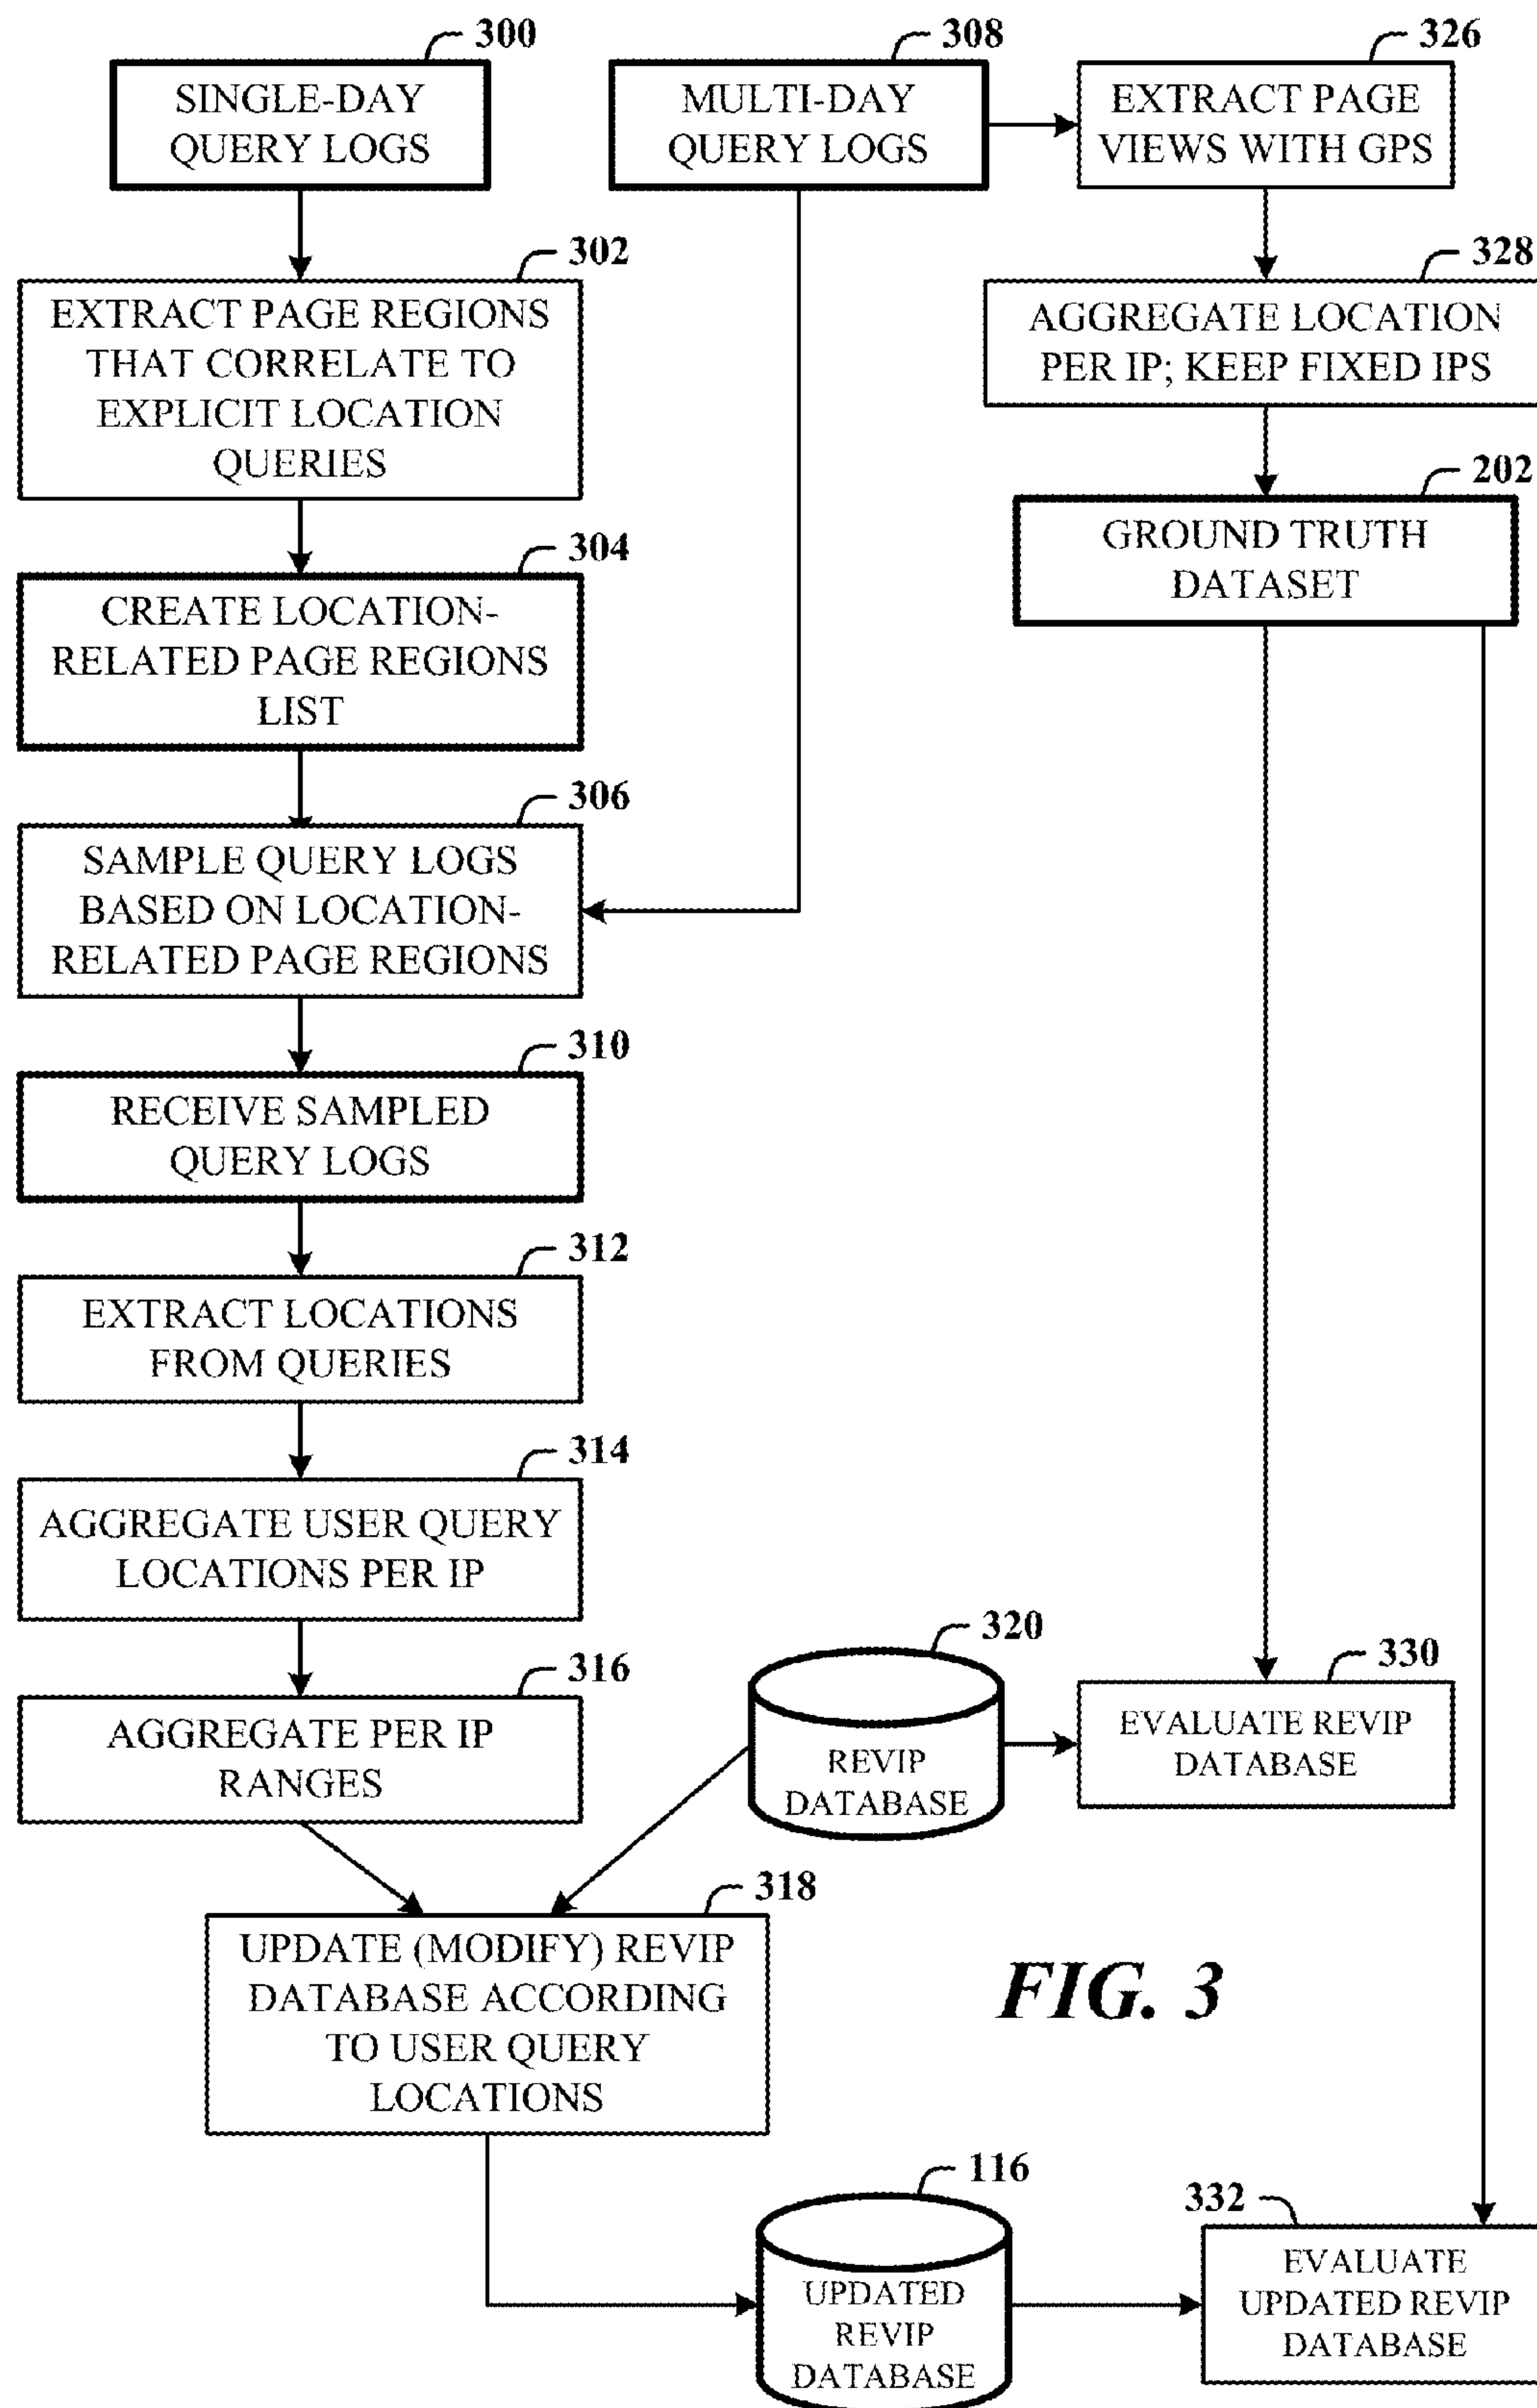 300
SINGLE-DAY
QUERY LOGS
308
MULTI-DAY
QUERY LOGS
326
EXTRACT PAGE
VIEWS WITH GPS
302
EXTRACT PAGE REGIONS
THAT CORRELATE TO
EXPLICIT LOCATION
QUERIES
328
AGGREGATE LOCATION
PER IP; KEEP FIXED IPS
202
GROUND TRUTH
DATASET
304
CREATE LOCATION-
RELATED PAGE REGIONS
LIST
306
SAMPLE QUERY LOGS
BASED ON LOCATION-
RELATED PAGE REGIONS
310
RECEIVE SAMPLED
QUERY LOGS
312
EXTRACT LOCATIONS
FROM QUERIES
314
AGGREGATE USER QUERY
LOCATIONS PER IP
316
AGGREGATE PER IP
RANGES
320
REVIP
DATABASE
330
EVALUATE REVIP
DATABASE
318
UPDATE (MODIFY) REVIP
DATABASE ACCORDING
TO USER QUERY
LOCATIONS
FIG. 3
116
UPDATED
REVIP
DATABASE
332
EVALUATE
UPDATED REVIP
DATABASE